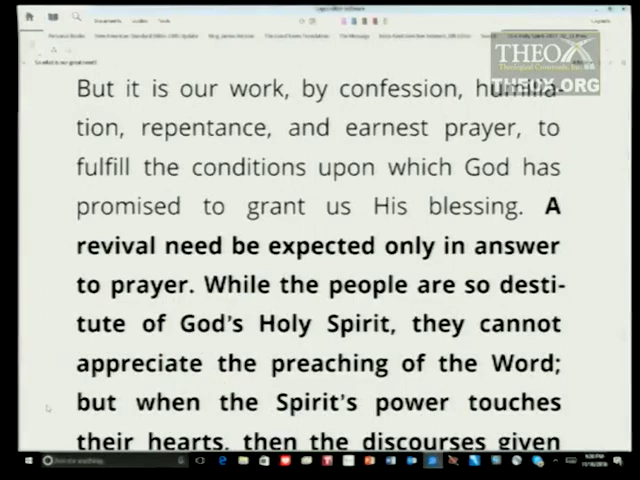 Documents Guides Tools
THEOX
THEOX.ORG
But it is our work, by confession, humilia-
tion, repentance, and earnest prayer, to
fulfill the conditions upon which God has
promised to grant us His blessing. A
revival need be expected only in answer
to prayer. While the people are so desti-
tute of God's Holy Spirit, they cannot
appreciate the preaching of the Word;
but when the Spirit's power touches
their hearts, then the discourses given